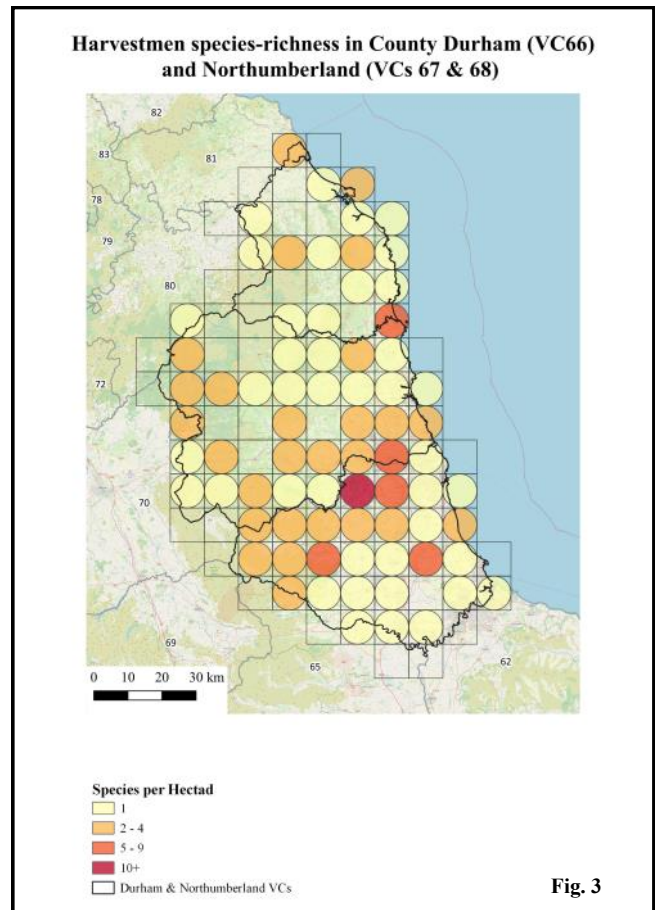 Harvestmen species-richness in County Durham (VC66)
and Northumberland (VCs 67 & 68)
82
83
81
78
79
80
72
70
69
65
62
0 10 20 30 km
Species per Hectad
1
2 - 4
5 - 9
10+
Durham & Northumberland VCs
Fig. 3